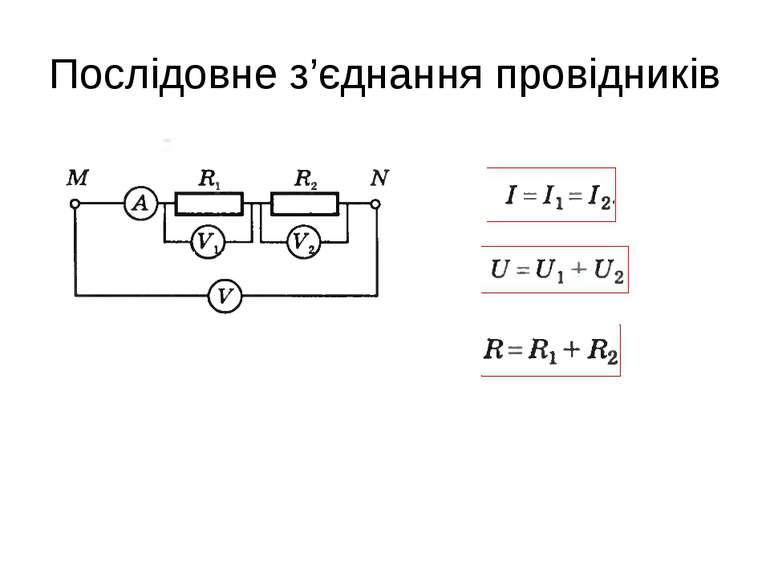 Послідовне з’єднання провідників
M A R₁ R₂ N
V₁ V₂
V
I = I₁ = I₂.
U = U₁ + U₂
R = R₁ + R₂